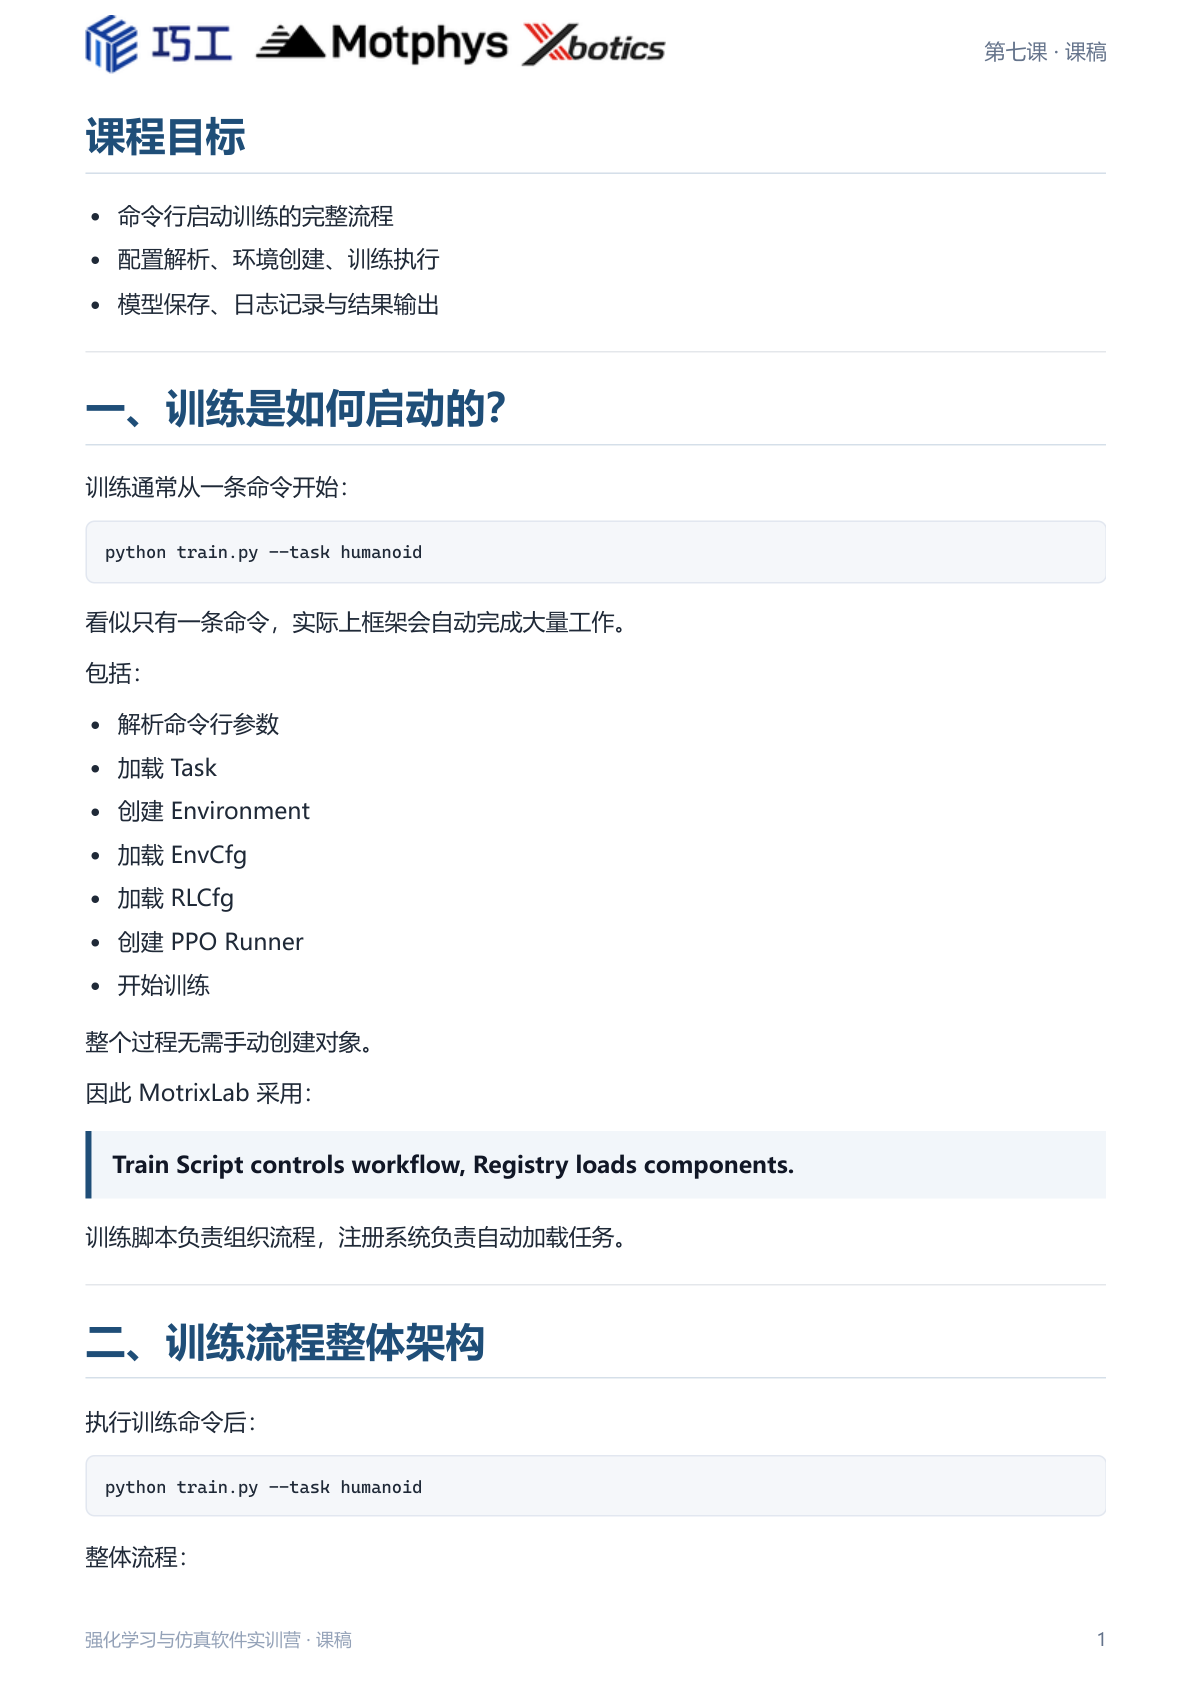 巧工 Motphys Xbotics
第七课 · 课稿
课程目标
• 命令行启动训练的完整流程
• 配置解析、环境创建、训练执行
• 模型保存、日志记录与结果输出
一、训练是如何启动的？
训练通常从一条命令开始：
python train.py --task humanoid
看似只有一条命令，实际上框架会自动完成大量工作。
包括：
• 解析命令行参数
• 加载 Task
• 创建 Environment
• 加载 EnvCfg
• 加载 RLCfg
• 创建 PPO Runner
• 开始训练
整个过程无需手动创建对象。
因此 MotrixLab 采用：
Train Script controls workflow, Registry loads components.
训练脚本负责组织流程，注册系统负责自动加载任务。
二、训练流程整体架构
执行训练命令后：
python train.py --task humanoid
整体流程：
强化学习与仿真软件实训营 · 课稿
1